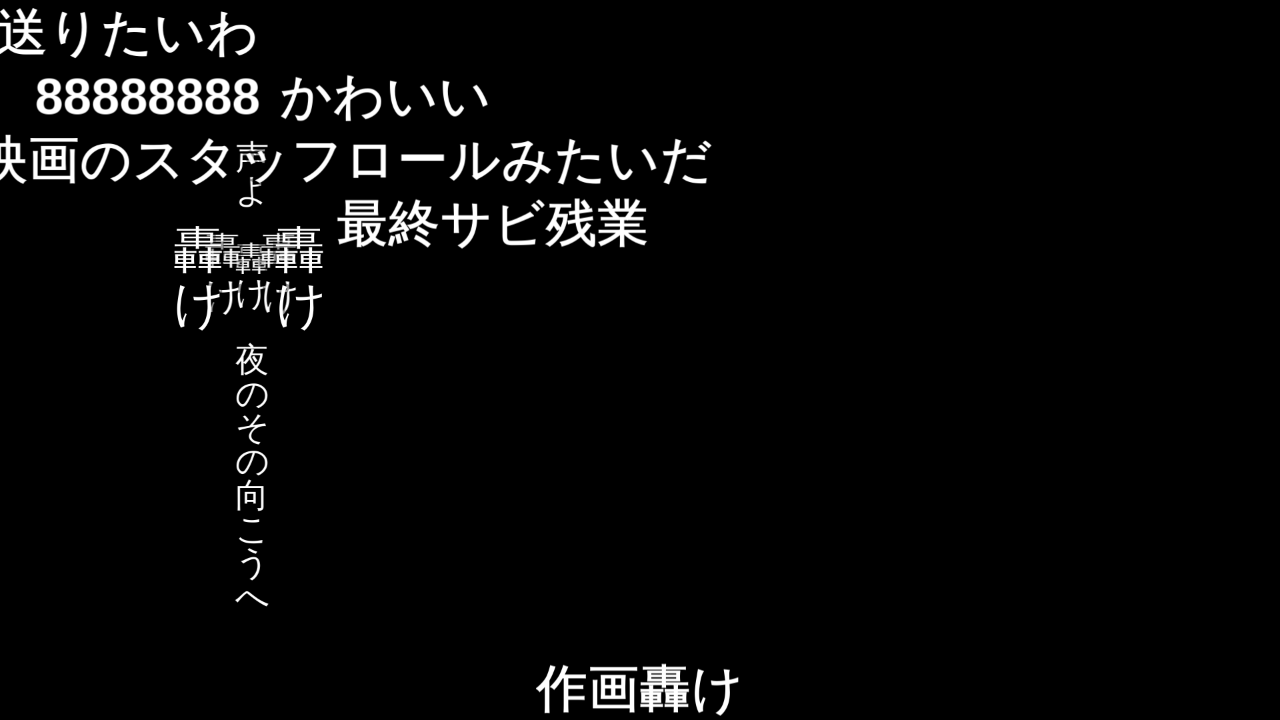 送りたいわ
88888888 かわいい
映画のスタッフロールみたいだ
最終サビ残業
声よ
轟け
轟け
轟け
轟け
轟け
夜のその向こうへ
作画轟け